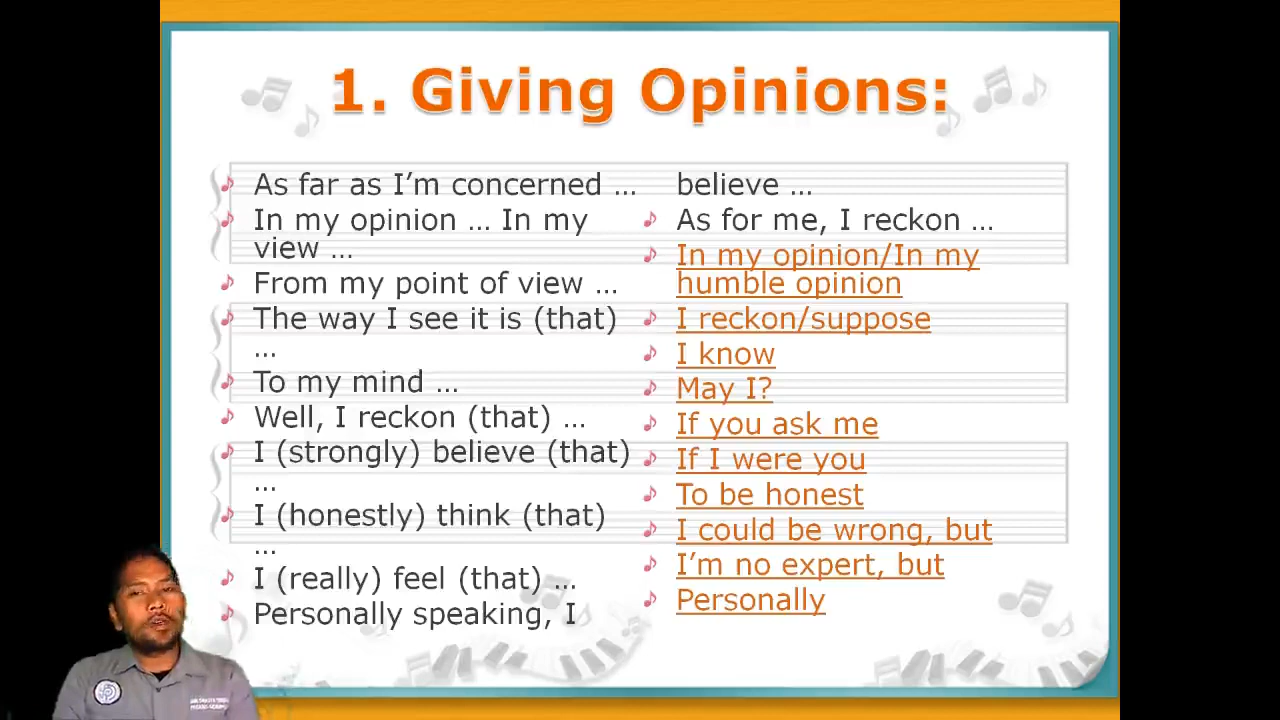 1. Giving Opinions:
As far as I’m concerned …
In my opinion … In my
view …
From my point of view …
The way I see it is (that)
…
To my mind …
Well, I reckon (that) …
I (strongly) believe (that)
…
I (honestly) think (that)
…
I (really) feel (that) …
Personally speaking, I
believe …
As for me, I reckon …
In my opinion/In my
humble opinion
I reckon/suppose
I know
May I?
If you ask me
If I were you
To be honest
I could be wrong, but
I’m no expert, but
Personally